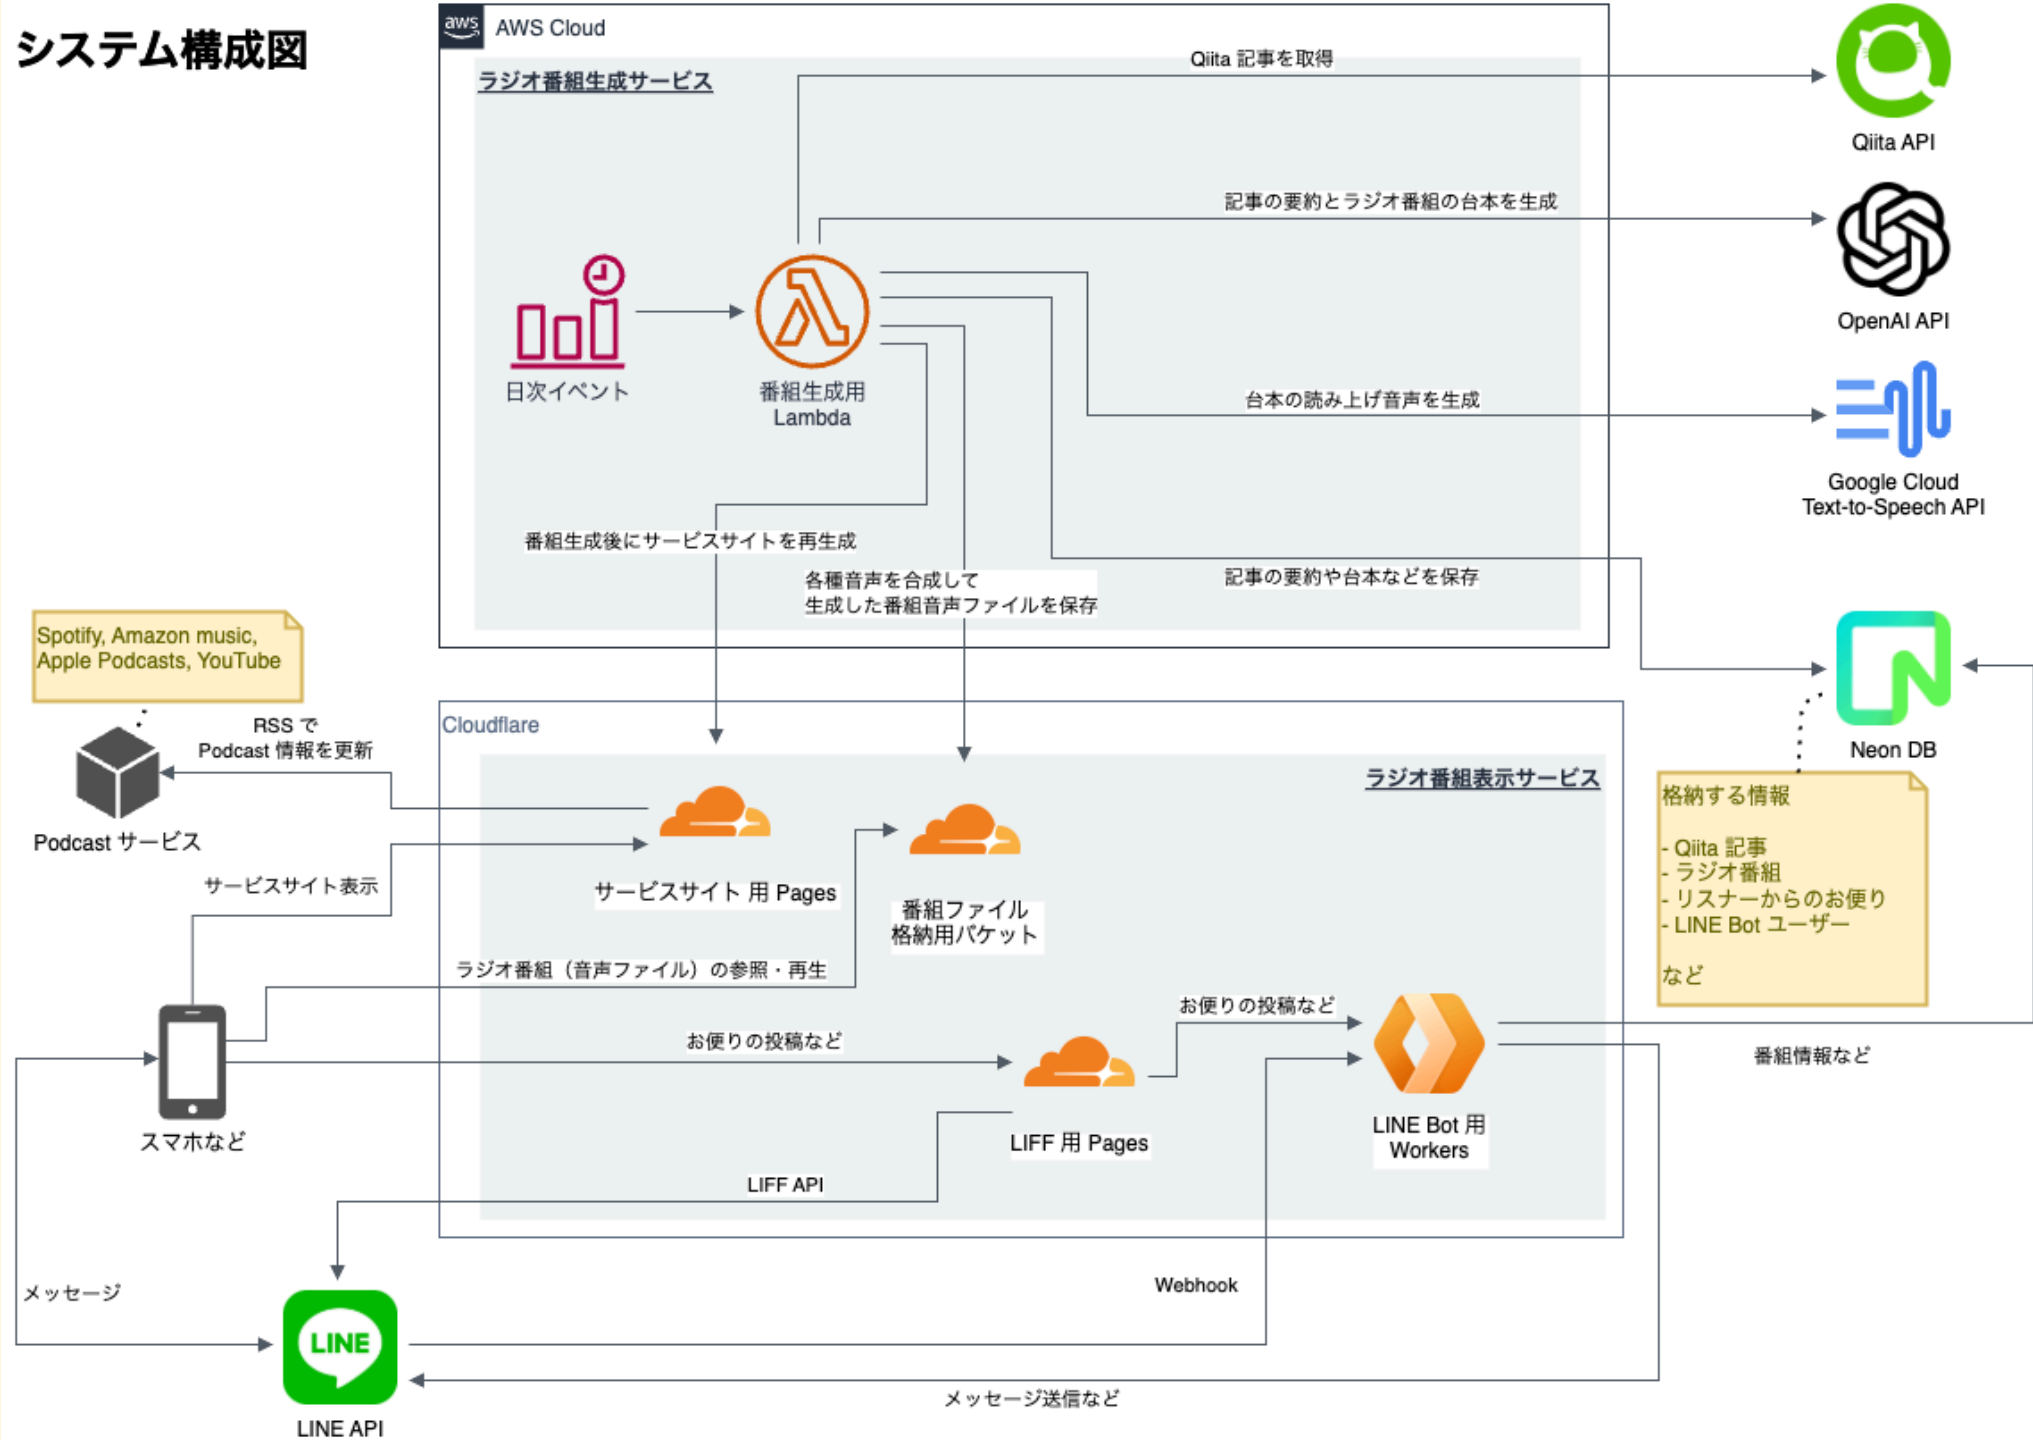 システム構成図
aws
AWS Cloud
ラジオ番組生成サービス
Qiita 記事を取得
Qiita API
記事の要約とラジオ番組の台本を生成
OpenAI API
日次イベント
番組生成用
Lambda
台本の読み上げ音声を生成
Google Cloud
Text-to-Speech API
番組生成後にサービスサイトを再生成
各種音声を合成して
生成した番組音声ファイルを保存
記事の要約や台本などを保存
Neon DB
格納する情報
- Qiita 記事
- ラジオ番組
- リスナーからのお便り
- LINE Bot ユーザー
など
Spotify, Amazon music,
Apple Podcasts, YouTube
RSS で
Podcast 情報を更新
Podcast サービス
Cloudflare
ラジオ番組表示サービス
サービスサイト 用 Pages
番組ファイル
格納用バケット
サービスサイト表示
ラジオ番組（音声ファイル）の参照・再生
お便りの投稿など
お便りの投稿など
スマホなど
LIFF 用 Pages
LINE Bot 用
Workers
番組情報など
LIFF API
メッセージ
Webhook
LINE
LINE API
メッセージ送信など